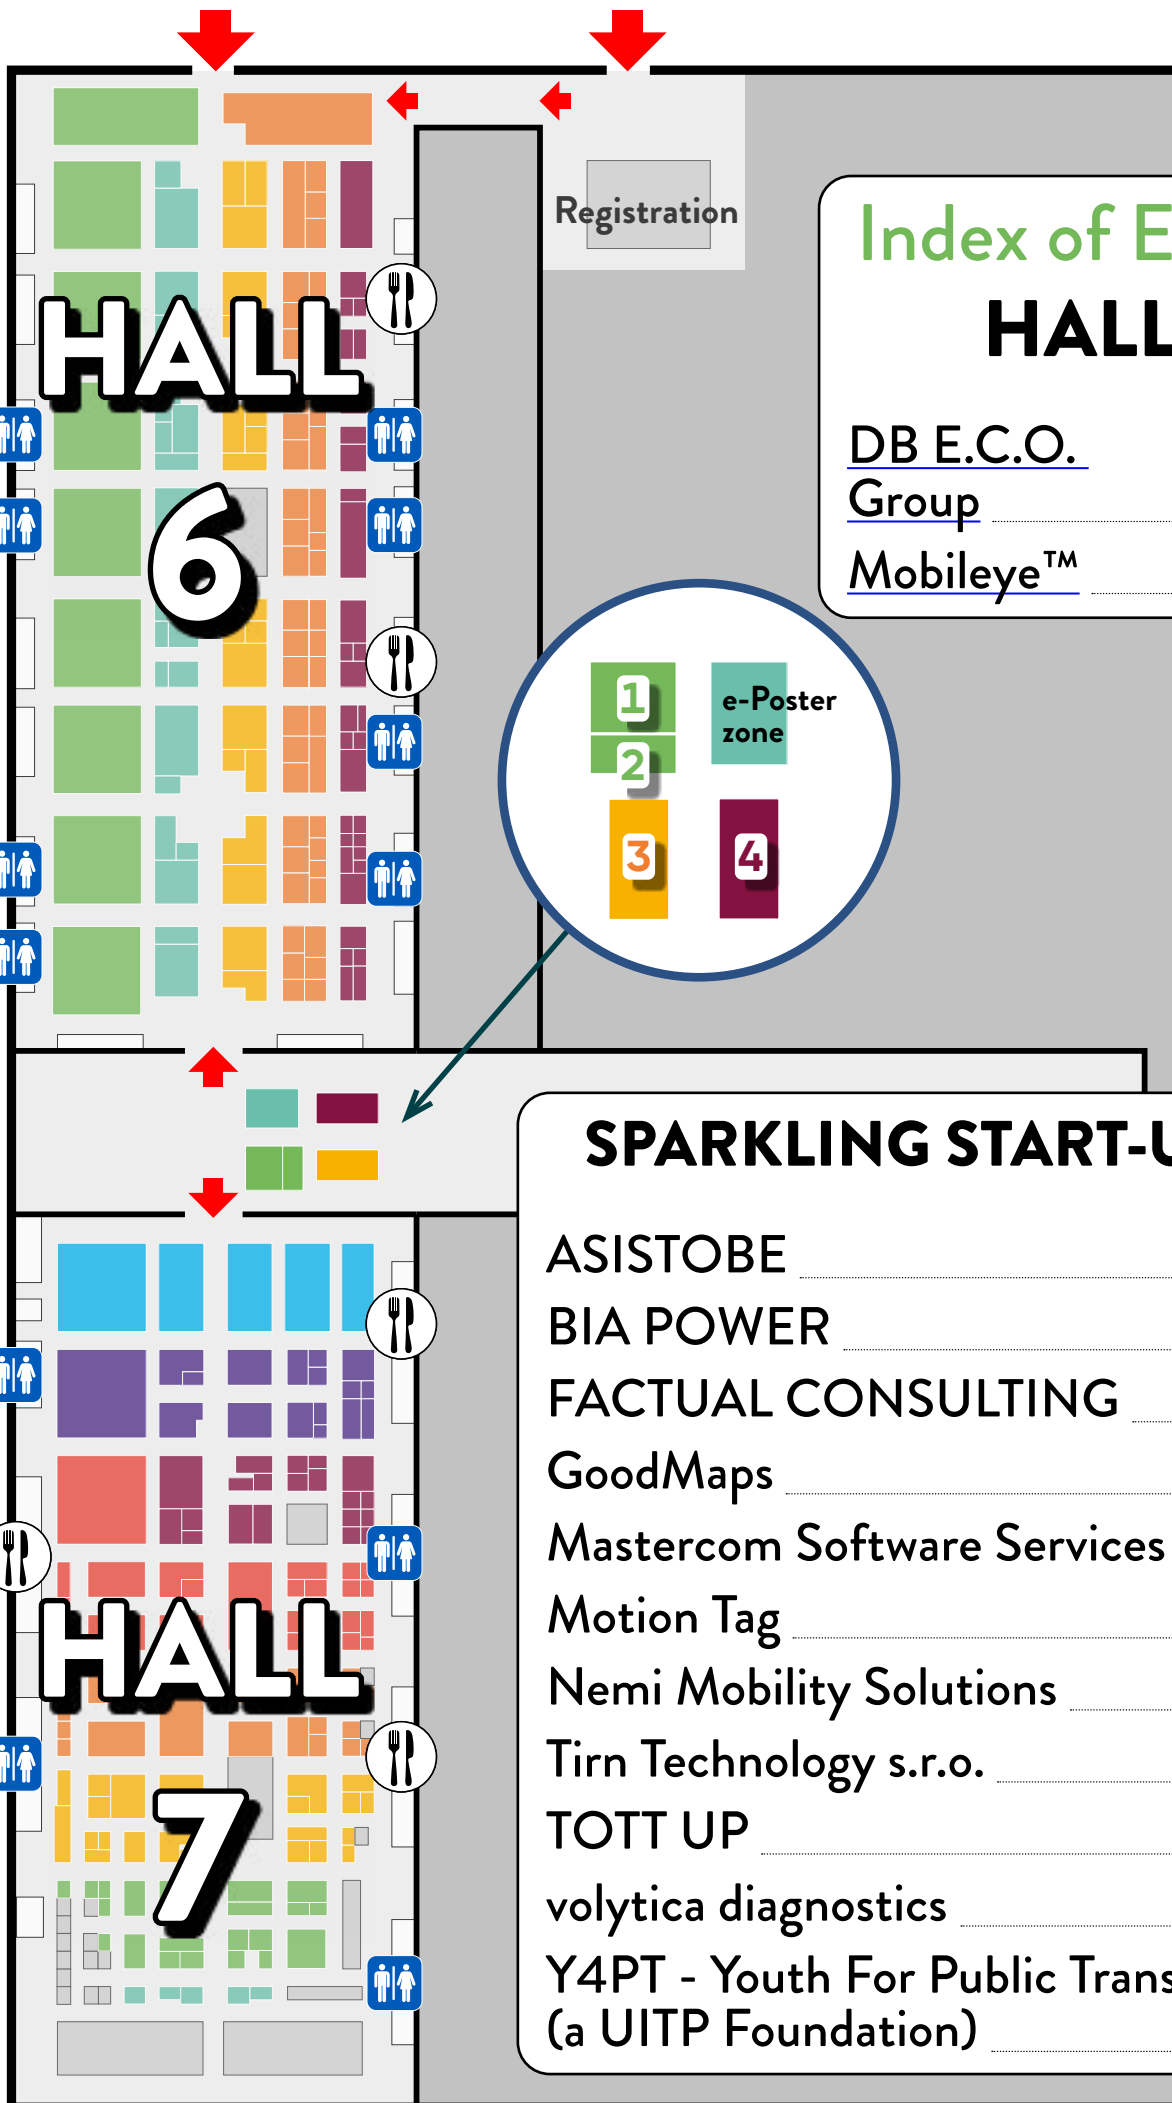 Registration
Index of E
HALL
DB E.C.O.
Group
Mobileye™
HALL
6
1
e-Poster
zone
2
3
4
SPARKLING START-U
ASISTOBE
BIA POWER
FACTUAL CONSULTING
GoodMaps
Mastercom Software Services
Motion Tag
Nemi Mobility Solutions
Tirn Technology s.r.o.
TOTT UP
volytica diagnostics
Y4PT - Youth For Public Trans
(a UITP Foundation)
HALL
7